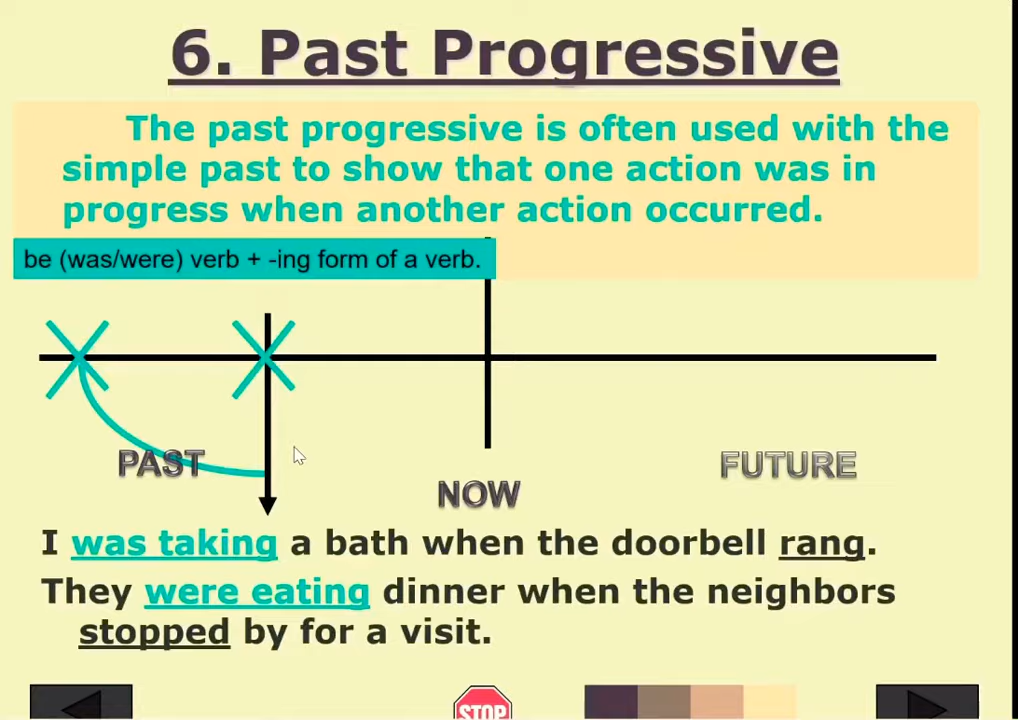 6. Past Progressive
The past progressive is often used with the
simple past to show that one action was in
progress when another action occurred.
be (was/were) verb + -ing form of a verb.
PAST
NOW
FUTURE
I was taking a bath when the doorbell rang.
They were eating dinner when the neighbors
stopped by for a visit.
STOP